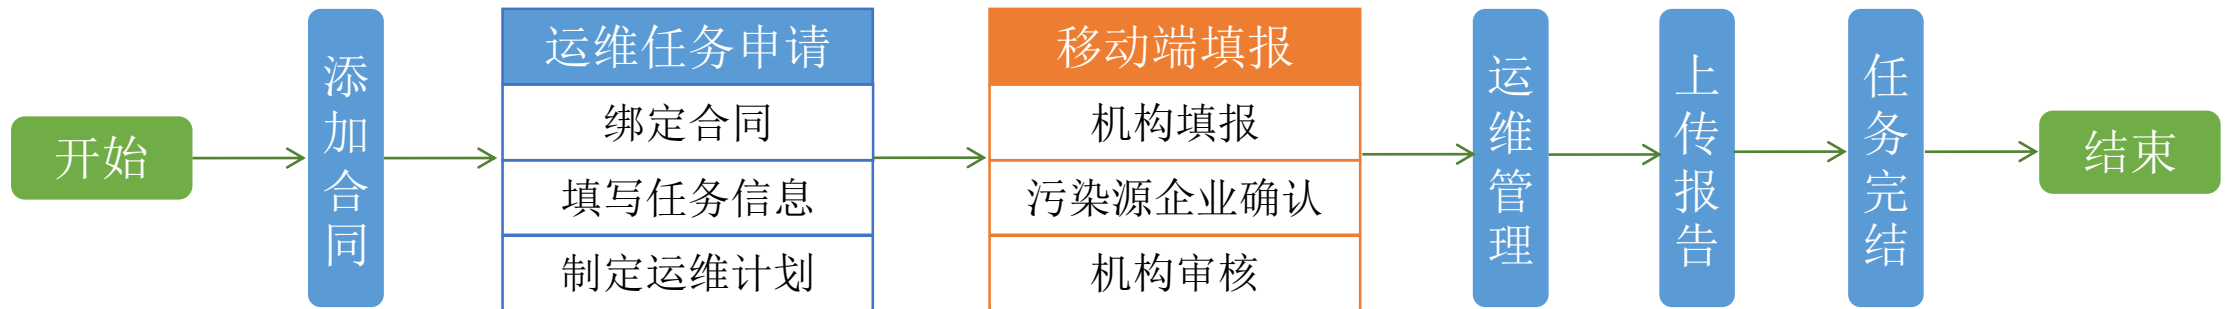 开始
添加合同
运维任务申请
绑定合同
填写任务信息
制定运维计划
移动端填报
机构填报
污染源企业确认
机构审核
运维管理
上传报告
任务完结
结束